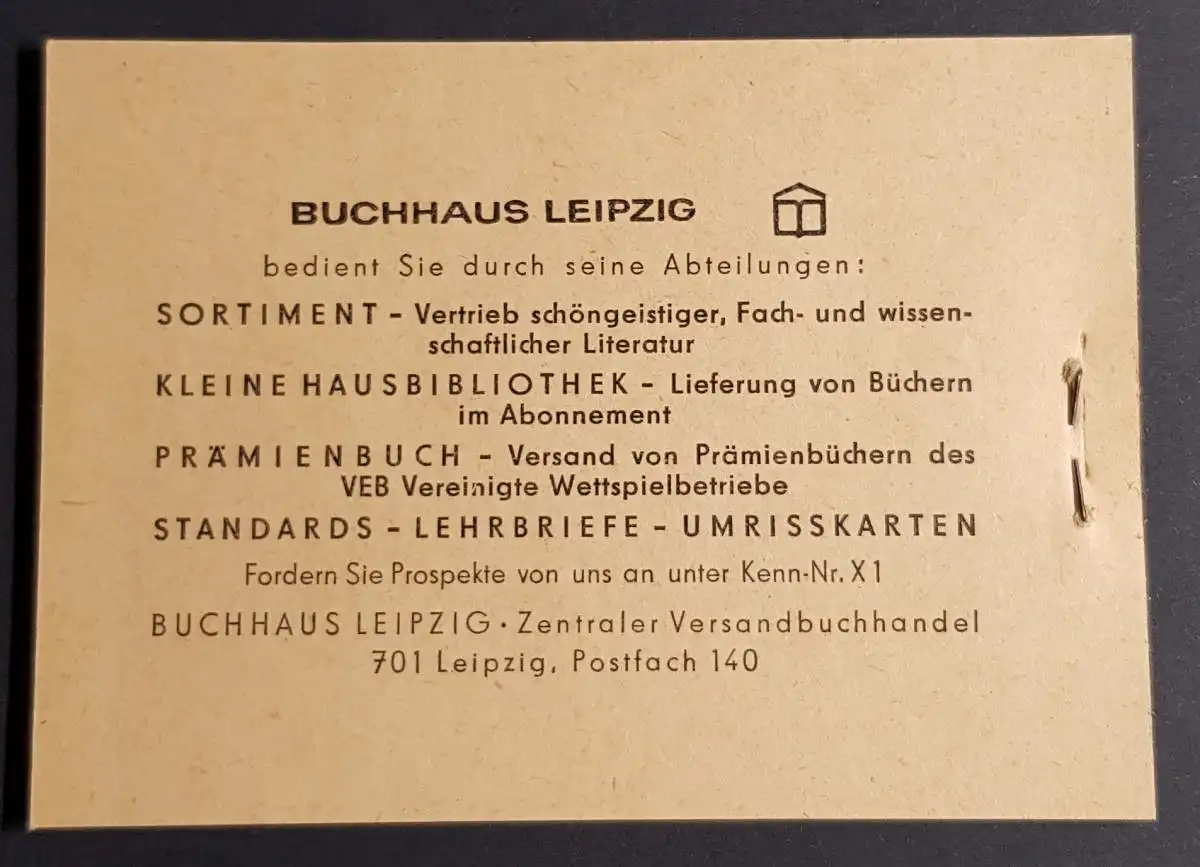 BUCHHAUS LEIPZIG
bedient Sie durch seine Abteilungen:
SORTIMENT - Vertrieb schöngeistiger, Fach- und wissen-
schaftlicher Literatur
KLEINE HAUSBIBLIOTHEK - Lieferung von Büchern
im Abonnement
PRÄMIENBUCH - Versand von Prämienbüchern des
VEB Vereinigte Wettspielbetriebe
STANDARDS - LEHRBRIEFE - UMRISSKARTEN
Fordern Sie Prospekte von uns an unter Kenn-Nr. X 1
BUCHHAUS LEIPZIG · Zentraler Versandbuchhandel
701 Leipzig, Postfach 140